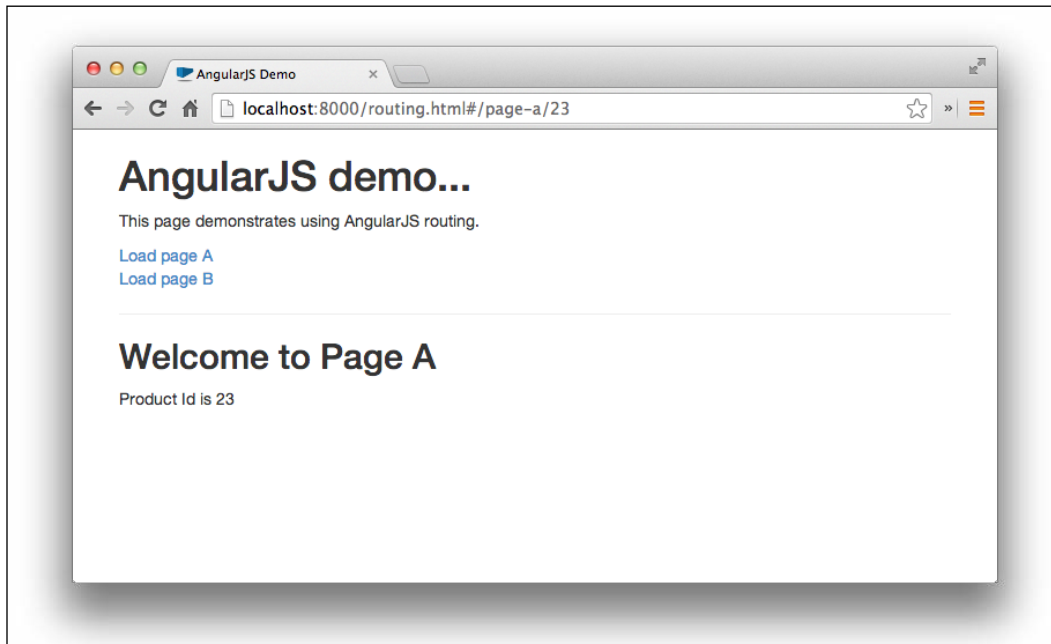 AngularJS Demo
localhost:8000/routing.html#/page-a/23
AngularJS demo...
This page demonstrates using AngularJS routing.
Load page A
Load page B
Welcome to Page A
Product Id is 23